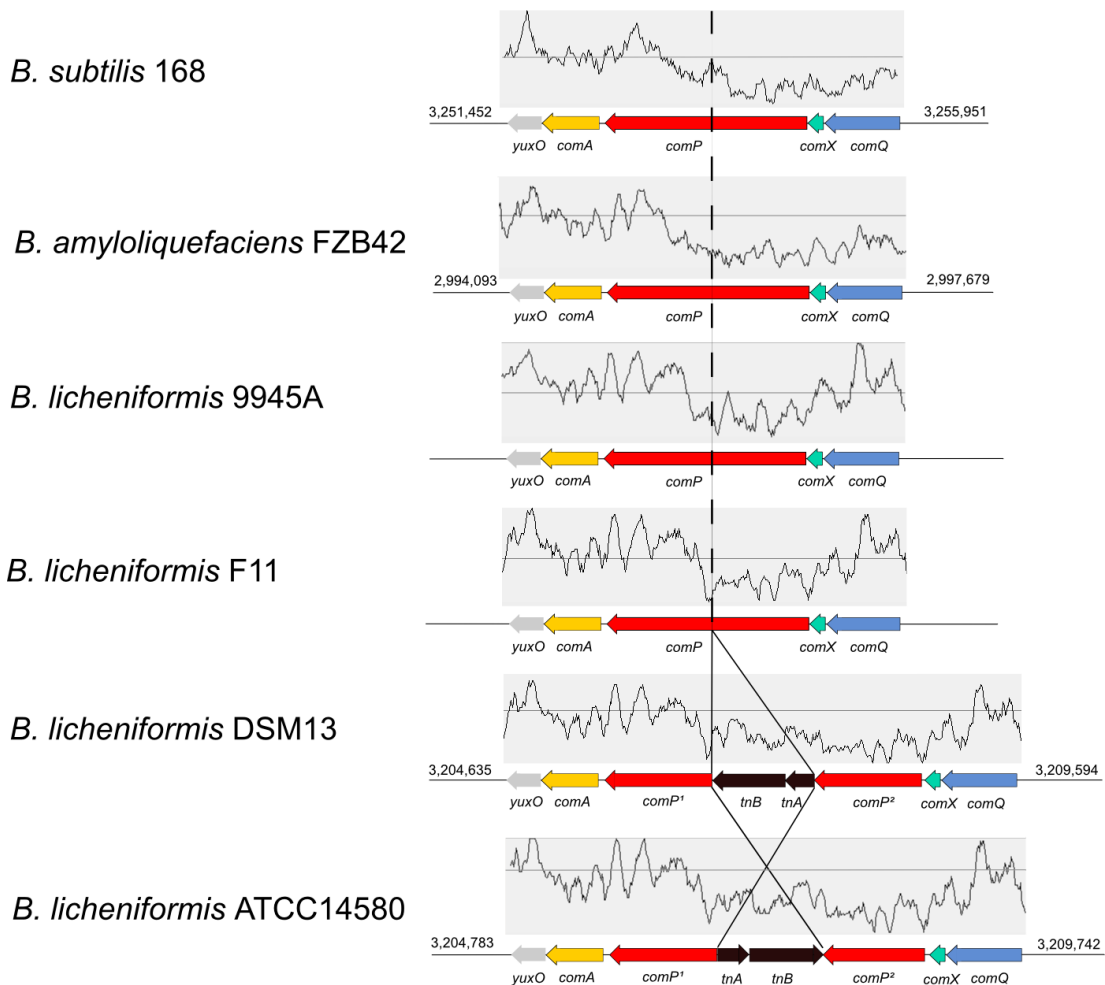 B. subtilis 168
3,251,452 3,255,951
yuxO comA comP comX comQ
B. amyloliquefaciens FZB42
2,994,093 2,997,679
yuxO comA comP comX comQ
B. licheniformis 9945A
yuxO comA comP comX comQ
B. licheniformis F11
yuxO comA comP comX comQ
B. licheniformis DSM13
3,204,635 3,209,594
yuxO comA comP¹ tnB tnA comP² comX comQ
B. licheniformis ATCC14580
3,204,783 3,209,742
yuxO comA comP¹ tnA tnB comP² comX comQ